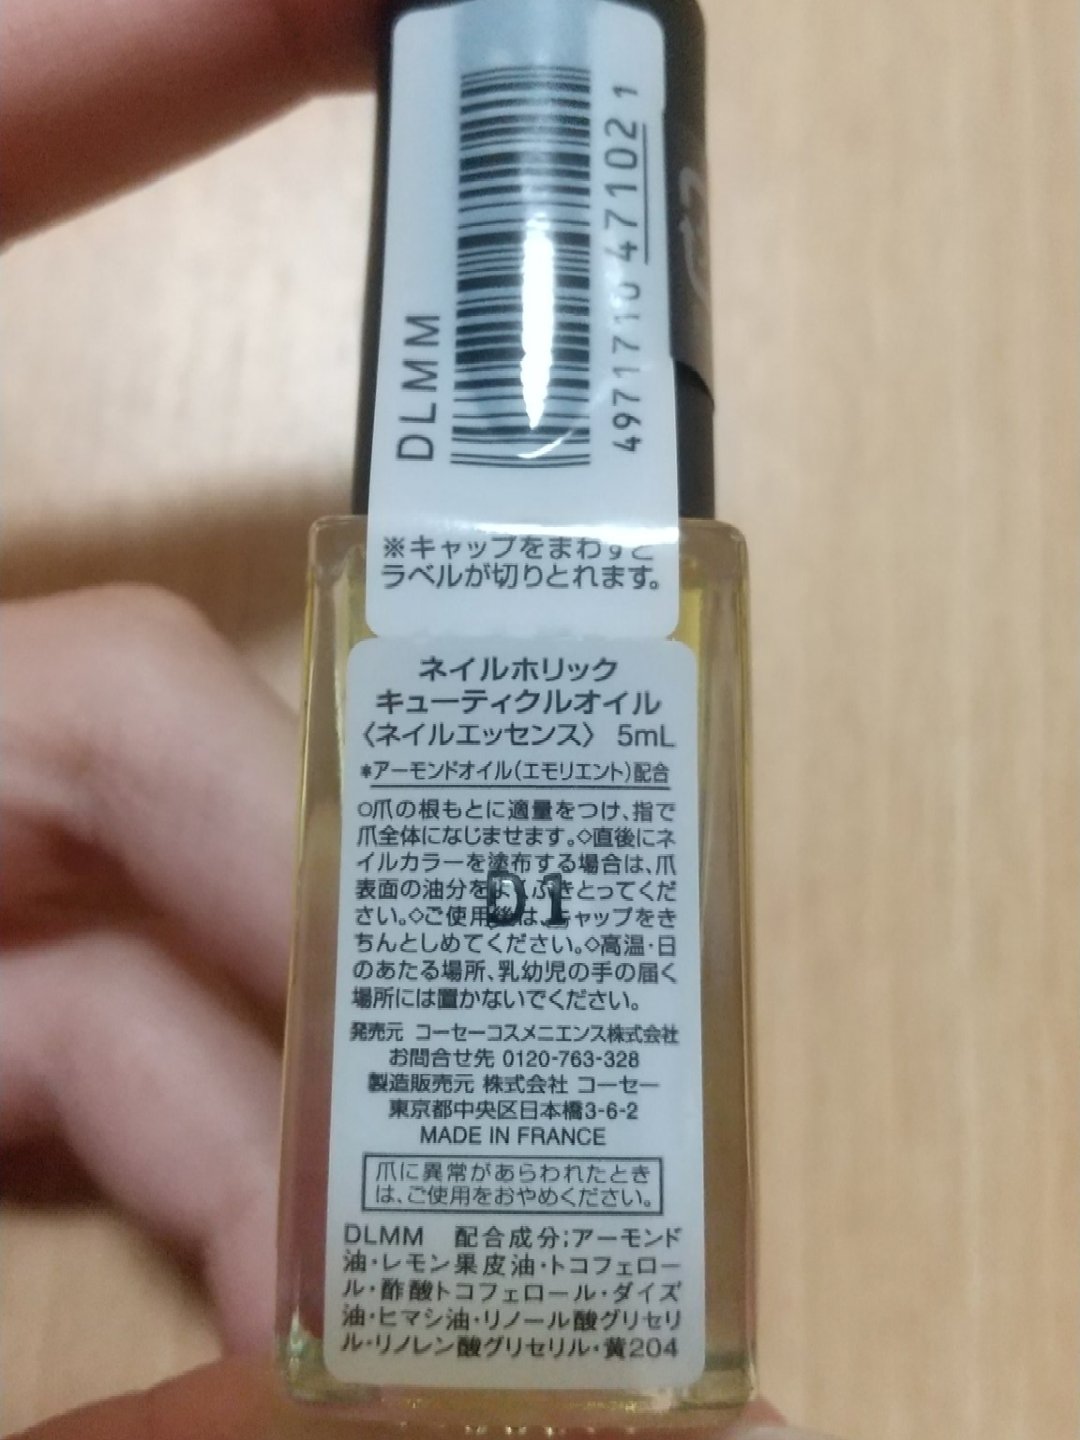 DLMM
4971710 471021
※キャップをまわすと
ラベルが切りとれます。
ネイルホリック
キューティクルオイル
〈ネイルエッセンス〉 5mL
*アーモンドオイル(エモリエント)配合
◇爪の根もとに適量をつけ、指で
爪全体になじませます。◇直後にネ
イルカラーを塗布する場合は、爪
表面の油分をよくふきとってくだ
さい。◇ご使用後は、キャップをき
ちんとしめてください。◇高温・日
のあたる場所、乳幼児の手の届く
場所には置かないでください。
D1
発売元 コーセーコスメニエンス株式会社
お問合せ先 0120-763-328
製造販売元 株式会社 コーセー
東京都中央区日本橋3-6-2
MADE IN FRANCE
爪に異常があらわれたとき
は、ご使用をおやめください。
DLMM 配合成分;アーモンド
油・レモン果皮油・トコフェロー
ル・酢酸トコフェロール・ダイズ
油・ヒマシ油・リノール酸グリセリ
ル・リノレン酸グリセリル・黄204